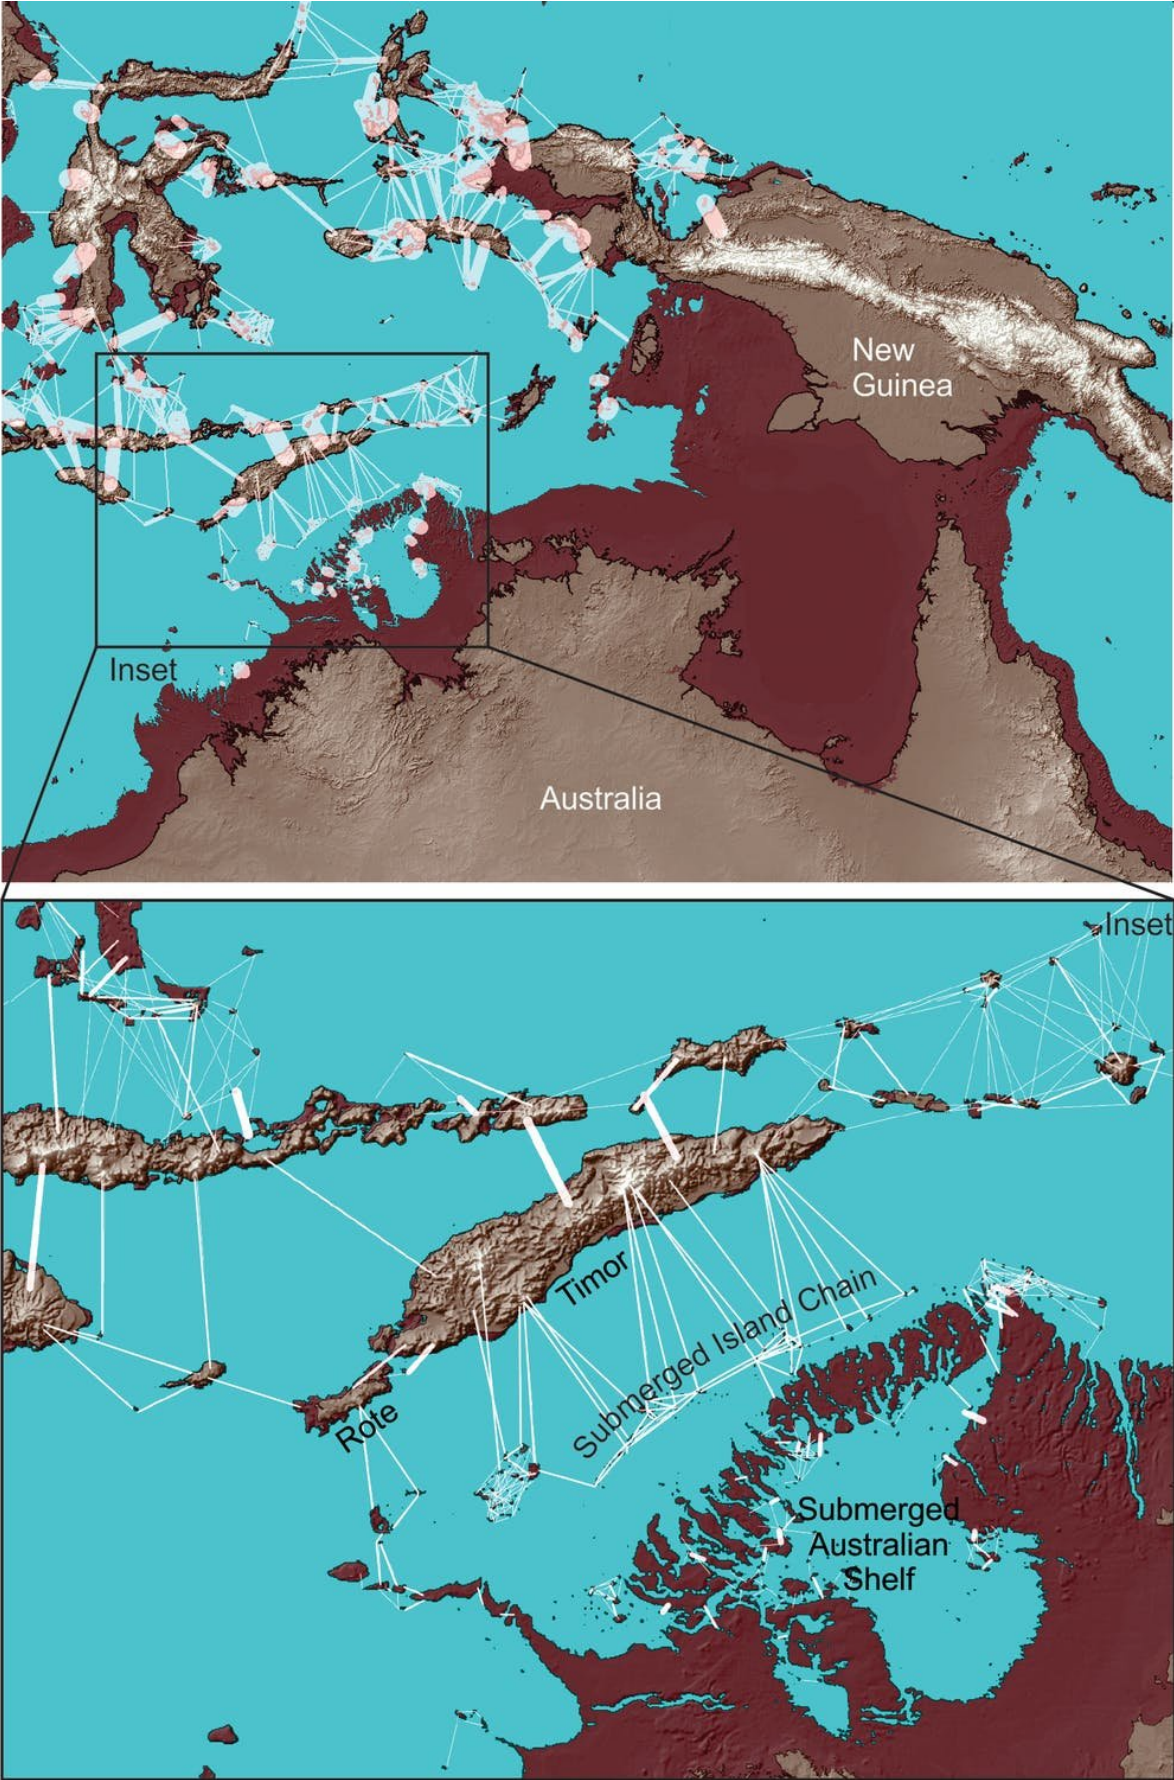 New
Guinea
Inset
Australia
Inset
Timor
Submerged Island Chain
Rote
Submerged
Australian
Shelf